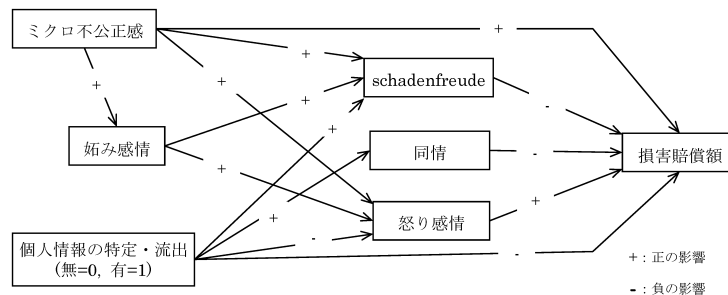 ミクロ不公正感
+
+
+
schadenfreude
+
+
-
+
妬み感情
同情
-
損害賠償額
+
+
+
怒り感情
個人情報の特定・流出
(無=0, 有=1)
-
-
+：正の影響
-：負の影響